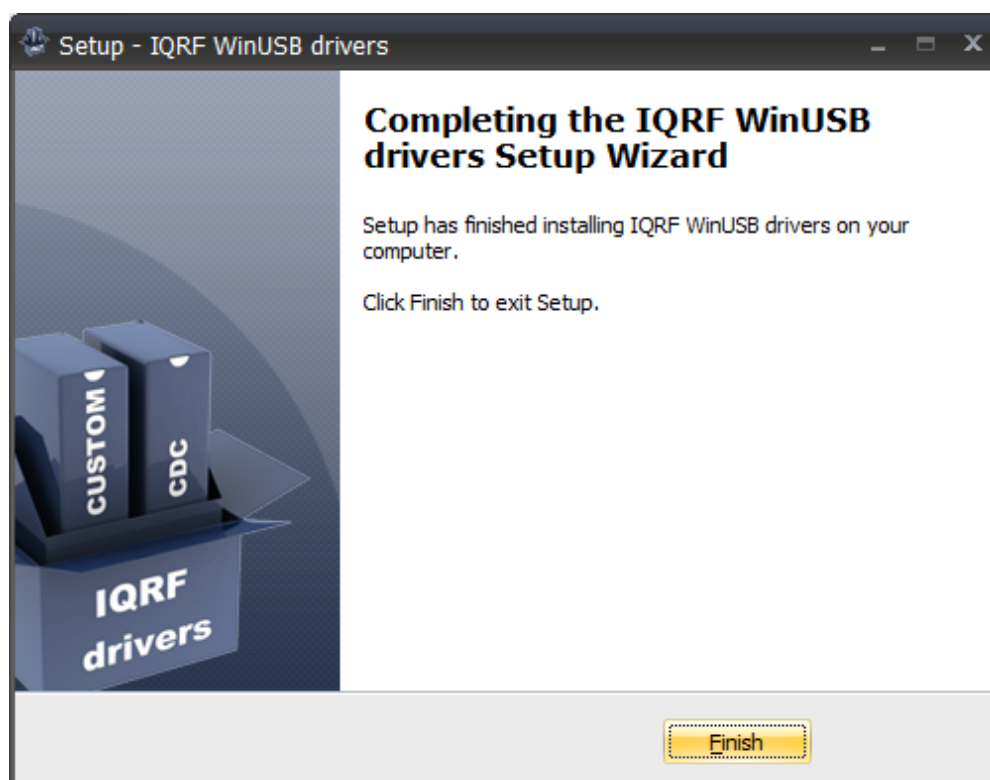 Setup - IQRF WinUSB drivers
Completing the IQRF WinUSB
drivers Setup Wizard
Setup has finished installing IQRF WinUSB drivers on your
computer.
Click Finish to exit Setup.
CUSTOM
CDC
IQRF
drivers
Finish